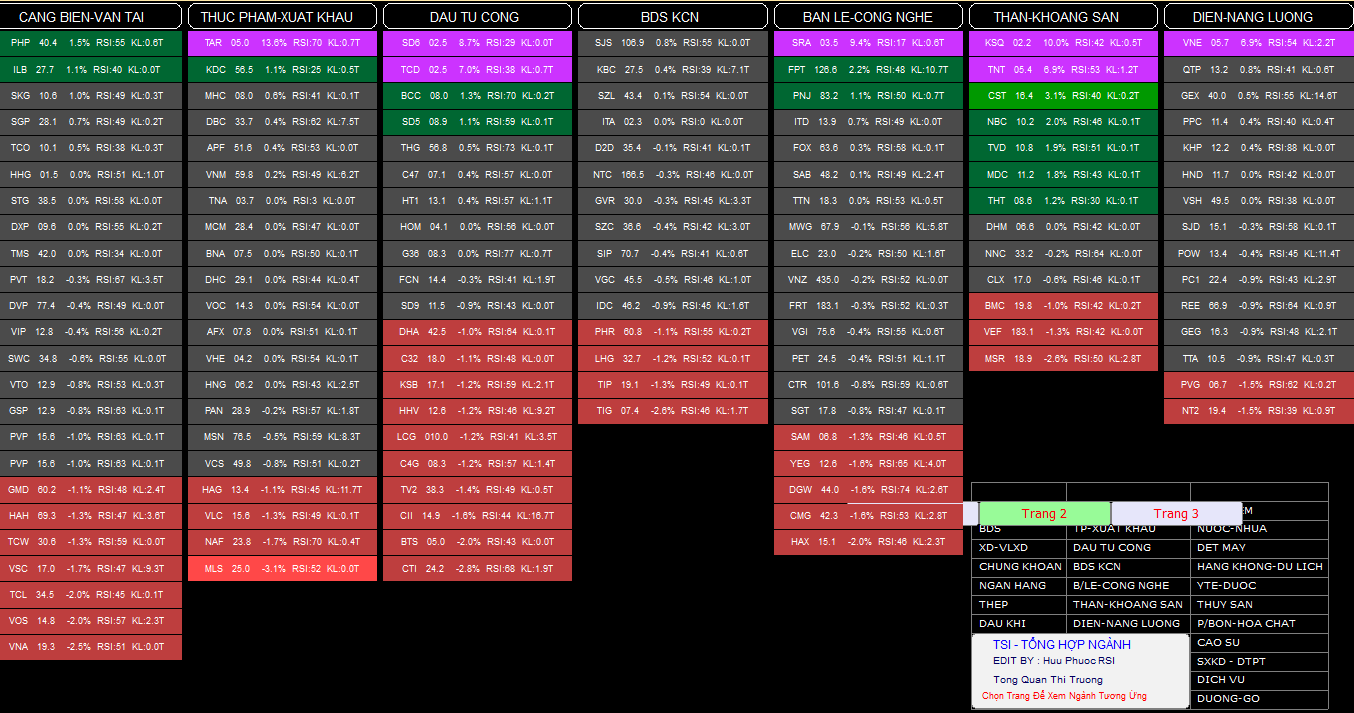 CANG BIEN-VAN TAI
PHP 40.4 1.5% RSI:55 KL:0.6T
ILB 27.7 1.1% RSI:40 KL:0.0T
SKG 10.6 1.0% RSI:49 KL:0.3T
SGP 28.1 0.7% RSI:49 KL:0.2T
TCO 10.1 0.5% RSI:38 KL:0.3T
HHG 01.5 0.0% RSI:51 KL:1.0T
STG 38.5 0.0% RSI:58 KL:0.0T
DXP 09.6 0.0% RSI:55 KL:0.2T
TMS 42.0 0.0% RSI:34 KL:0.0T
PVT 18.2 -0.3% RSI:67 KL:3.5T
DVP 77.4 -0.4% RSI:49 KL:0.0T
VIP 12.8 -0.4% RSI:56 KL:0.2T
SWC 34.8 -0.6% RSI:55 KL:0.0T
VTO 12.9 -0.8% RSI:53 KL:0.3T
GSP 12.9 -0.8% RSI:63 KL:0.1T
PVP 15.6 -1.0% RSI:63 KL:0.1T
PVP 15.6 -1.0% RSI:63 KL:0.1T
GMD 60.2 -1.1% RSI:48 KL:2.4T
HAH 69.3 -1.3% RSI:47 KL:3.6T
TCW 30.6 -1.3% RSI:59 KL:0.0T
VSC 17.0 -1.7% RSI:47 KL:9.3T
TCL 34.5 -2.0% RSI:45 KL:0.1T
VOS 14.8 -2.0% RSI:57 KL:2.3T
VNA 19.3 -2.5% RSI:51 KL:0.0T
THUC PHAM-XUAT KHAU
TAR 05.0 13.6% RSI:70 KL:0.7T
KDC 56.5 1.1% RSI:25 KL:0.5T
MHC 08.0 0.6% RSI:41 KL:0.1T
DBC 33.7 0.4% RSI:62 KL:7.5T
APF 51.6 0.4% RSI:53 KL:0.0T
VNM 59.8 0.2% RSI:49 KL:6.2T
TNA 03.7 0.0% RSI:3 KL:0.0T
MCM 28.4 0.0% RSI:47 KL:0.0T
BNA 07.5 0.0% RSI:50 KL:0.1T
DHC 29.1 0.0% RSI:44 KL:0.4T
VOC 14.3 0.0% RSI:54 KL:0.0T
AFX 07.8 0.0% RSI:51 KL:0.1T
VHE 04.2 0.0% RSI:54 KL:0.1T
HNG 06.2 0.0% RSI:43 KL:2.5T
PAN 28.9 -0.2% RSI:57 KL:1.8T
MSN 76.5 -0.5% RSI:59 KL:8.3T
VCS 49.8 -0.8% RSI:51 KL:0.2T
HAG 13.4 -1.1% RSI:45 KL:11.7T
VLC 15.6 -1.3% RSI:49 KL:0.1T
NAF 23.8 -1.7% RSI:70 KL:0.4T
MLS 25.0 -3.1% RSI:52 KL:0.0T
DAU TU CONG
SD6 02.5 8.7% RSI:29 KL:0.0T
TCD 02.5 7.0% RSI:38 KL:0.7T
BCC 08.0 1.3% RSI:70 KL:0.2T
SD5 08.9 1.1% RSI:59 KL:0.1T
THG 56.8 0.5% RSI:73 KL:0.1T
C47 07.1 0.4% RSI:57 KL:0.0T
HT1 13.1 0.4% RSI:57 KL:1.1T
HOM 04.1 0.0% RSI:56 KL:0.0T
G36 08.3 0.0% RSI:77 KL:0.7T
FCN 14.4 -0.3% RSI:41 KL:1.9T
SD9 11.5 -0.9% RSI:43 KL:0.0T
DHA 42.5 -1.0% RSI:64 KL:0.1T
C32 18.0 -1.1% RSI:48 KL:0.0T
KSB 17.1 -1.2% RSI:59 KL:2.1T
HHV 12.6 -1.2% RSI:46 KL:9.2T
LCG 010.0 -1.2% RSI:41 KL:3.5T
C4G 08.3 -1.2% RSI:57 KL:1.4T
TV2 38.3 -1.4% RSI:49 KL:0.5T
CII 14.9 -1.6% RSI:44 KL:16.7T
BTS 05.0 -2.0% RSI:43 KL:0.0T
CTI 24.2 -2.8% RSI:68 KL:1.9T
BDS KCN
SJS 106.9 0.8% RSI:55 KL:0.0T
KBC 27.5 0.4% RSI:39 KL:7.1T
SZL 43.4 0.1% RSI:54 KL:0.0T
ITA 02.3 0.0% RSI:0 KL:0.0T
D2D 35.4 -0.1% RSI:41 KL:0.1T
NTC 166.5 -0.3% RSI:46 KL:0.0T
GVR 30.0 -0.3% RSI:45 KL:3.3T
SZC 36.6 -0.4% RSI:42 KL:3.0T
SIP 70.7 -0.4% RSI:41 KL:0.6T
VGC 45.5 -0.5% RSI:46 KL:1.0T
IDC 46.2 -0.9% RSI:45 KL:1.6T
PHR 60.8 -1.1% RSI:55 KL:0.2T
LHG 32.7 -1.2% RSI:52 KL:0.1T
TIP 19.1 -1.3% RSI:49 KL:0.1T
TIG 07.4 -2.6% RSI:46 KL:1.7T
BAN LE-CONG NGHE
SRA 03.5 9.4% RSI:17 KL:0.6T
FPT 126.6 2.2% RSI:48 KL:10.7T
PNJ 83.2 1.1% RSI:50 KL:0.7T
ITD 13.9 0.7% RSI:49 KL:0.0T
FOX 63.6 0.3% RSI:58 KL:0.1T
SAB 48.2 0.1% RSI:49 KL:2.4T
TTN 18.3 0.0% RSI:53 KL:0.5T
MWG 67.9 -0.1% RSI:56 KL:5.8T
ELC 23.0 -0.2% RSI:50 KL:1.6T
VNZ 435.0 -0.2% RSI:42 KL:0.0T
FRT 183.1 -0.3% RSI:52 KL:0.3T
VGI 75.6 -0.4% RSI:55 KL:0.6T
PET 24.5 -0.4% RSI:51 KL:1.1T
CTR 101.6 -0.8% RSI:59 KL:0.6T
SGT 17.8 -0.8% RSI:47 KL:0.1T
SAM 06.8 -1.3% RSI:46 KL:0.5T
YEG 12.6 -1.6% RSI:65 KL:4.0T
DGW 44.0 -1.6% RSI:74 KL:2.6T
CMG 42.3 -1.6% RSI:53 KL:2.8T
HAX 15.1 -2.0% RSI:46 KL:2.3T
THAN-KHOANG SAN
KSQ 02.2 10.0% RSI:42 KL:0.5T
TNT 05.4 6.9% RSI:53 KL:1.2T
CST 16.4 3.1% RSI:40 KL:0.2T
NBC 10.2 2.0% RSI:46 KL:0.1T
TVD 10.8 1.9% RSI:51 KL:0.1T
MDC 11.2 1.8% RSI:43 KL:0.1T
THT 08.6 1.2% RSI:30 KL:0.1T
DHM 06.6 0.0% RSI:42 KL:0.0T
NNC 33.2 -0.2% RSI:64 KL:0.0T
CLX 17.0 -0.6% RSI:46 KL:0.1T
BMC 19.8 -1.0% RSI:42 KL:0.2T
VEF 183.1 -1.3% RSI:42 KL:0.0T
MSR 18.9 -2.6% RSI:50 KL:2.8T
DIEN-NANG LUONG
VNE 05.7 6.9% RSI:54 KL:2.2T
QTP 13.2 0.8% RSI:41 KL:0.6T
GEX 40.0 0.5% RSI:55 KL:14.6T
PPC 11.4 0.4% RSI:40 KL:0.4T
KHP 12.2 0.4% RSI:88 KL:0.0T
HND 11.7 0.0% RSI:42 KL:0.0T
VSH 49.5 0.0% RSI:38 KL:0.0T
SJD 15.1 -0.3% RSI:58 KL:0.1T
POW 13.4 -0.4% RSI:45 KL:11.4T
PC1 22.4 -0.9% RSI:43 KL:2.9T
REE 66.9 -0.9% RSI:64 KL:0.9T
GEG 16.3 -0.9% RSI:48 KL:2.1T
TTA 10.5 -0.9% RSI:47 KL:0.3T
PVG 06.7 -1.5% RSI:62 KL:0.2T
NT2 19.4 -1.5% RSI:39 KL:0.9T
Trang 2 Trang 3 EM
BDS TP-XUAT KHAU NUOC-NHUA
XD-VLXD DAU TU CONG DET MAY
CHUNG KHOAN BDS KCN HANG KHONG-DU LICH
NGAN HANG B/LE-CONG NGHE YTE-DUOC
THEP THAN-KHOANG SAN THUY SAN
DAU KHI DIEN-NANG LUONG P/BON-HOA CHAT
CAO SU
SXKD - DTPT
DICH VU
DUONG-GO
TSI - TỔNG HỢP NGÀNH
EDIT BY : Huu Phuoc RSI
Tong Quan Thi Truong
Chọn Trang Để Xem Ngành Tương Ứng